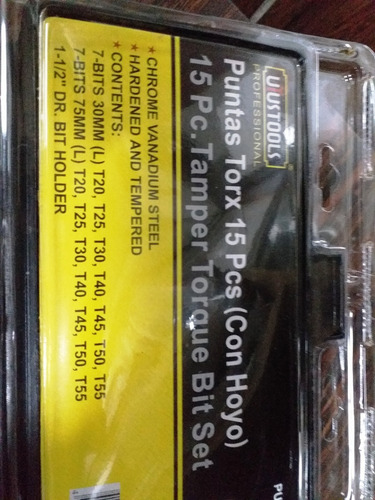 UUSTOOLS
PROFESSIONAL
Puntas Torx 15 Pcs (Con Hoyo)
15 Pc. Tamper Torque Bit Set
★ CHROME VANADIUM STEEL
★ HARDENED AND TEMPERED
★ CONTENTS:
7-BITS 30MM (L) T20, T25, T30, T40, T45, T50, T55
7-BITS 75MM (L) T20, T25, T30, T40, T45, T50, T55
1-1/2" DR. BIT HOLDER
PU